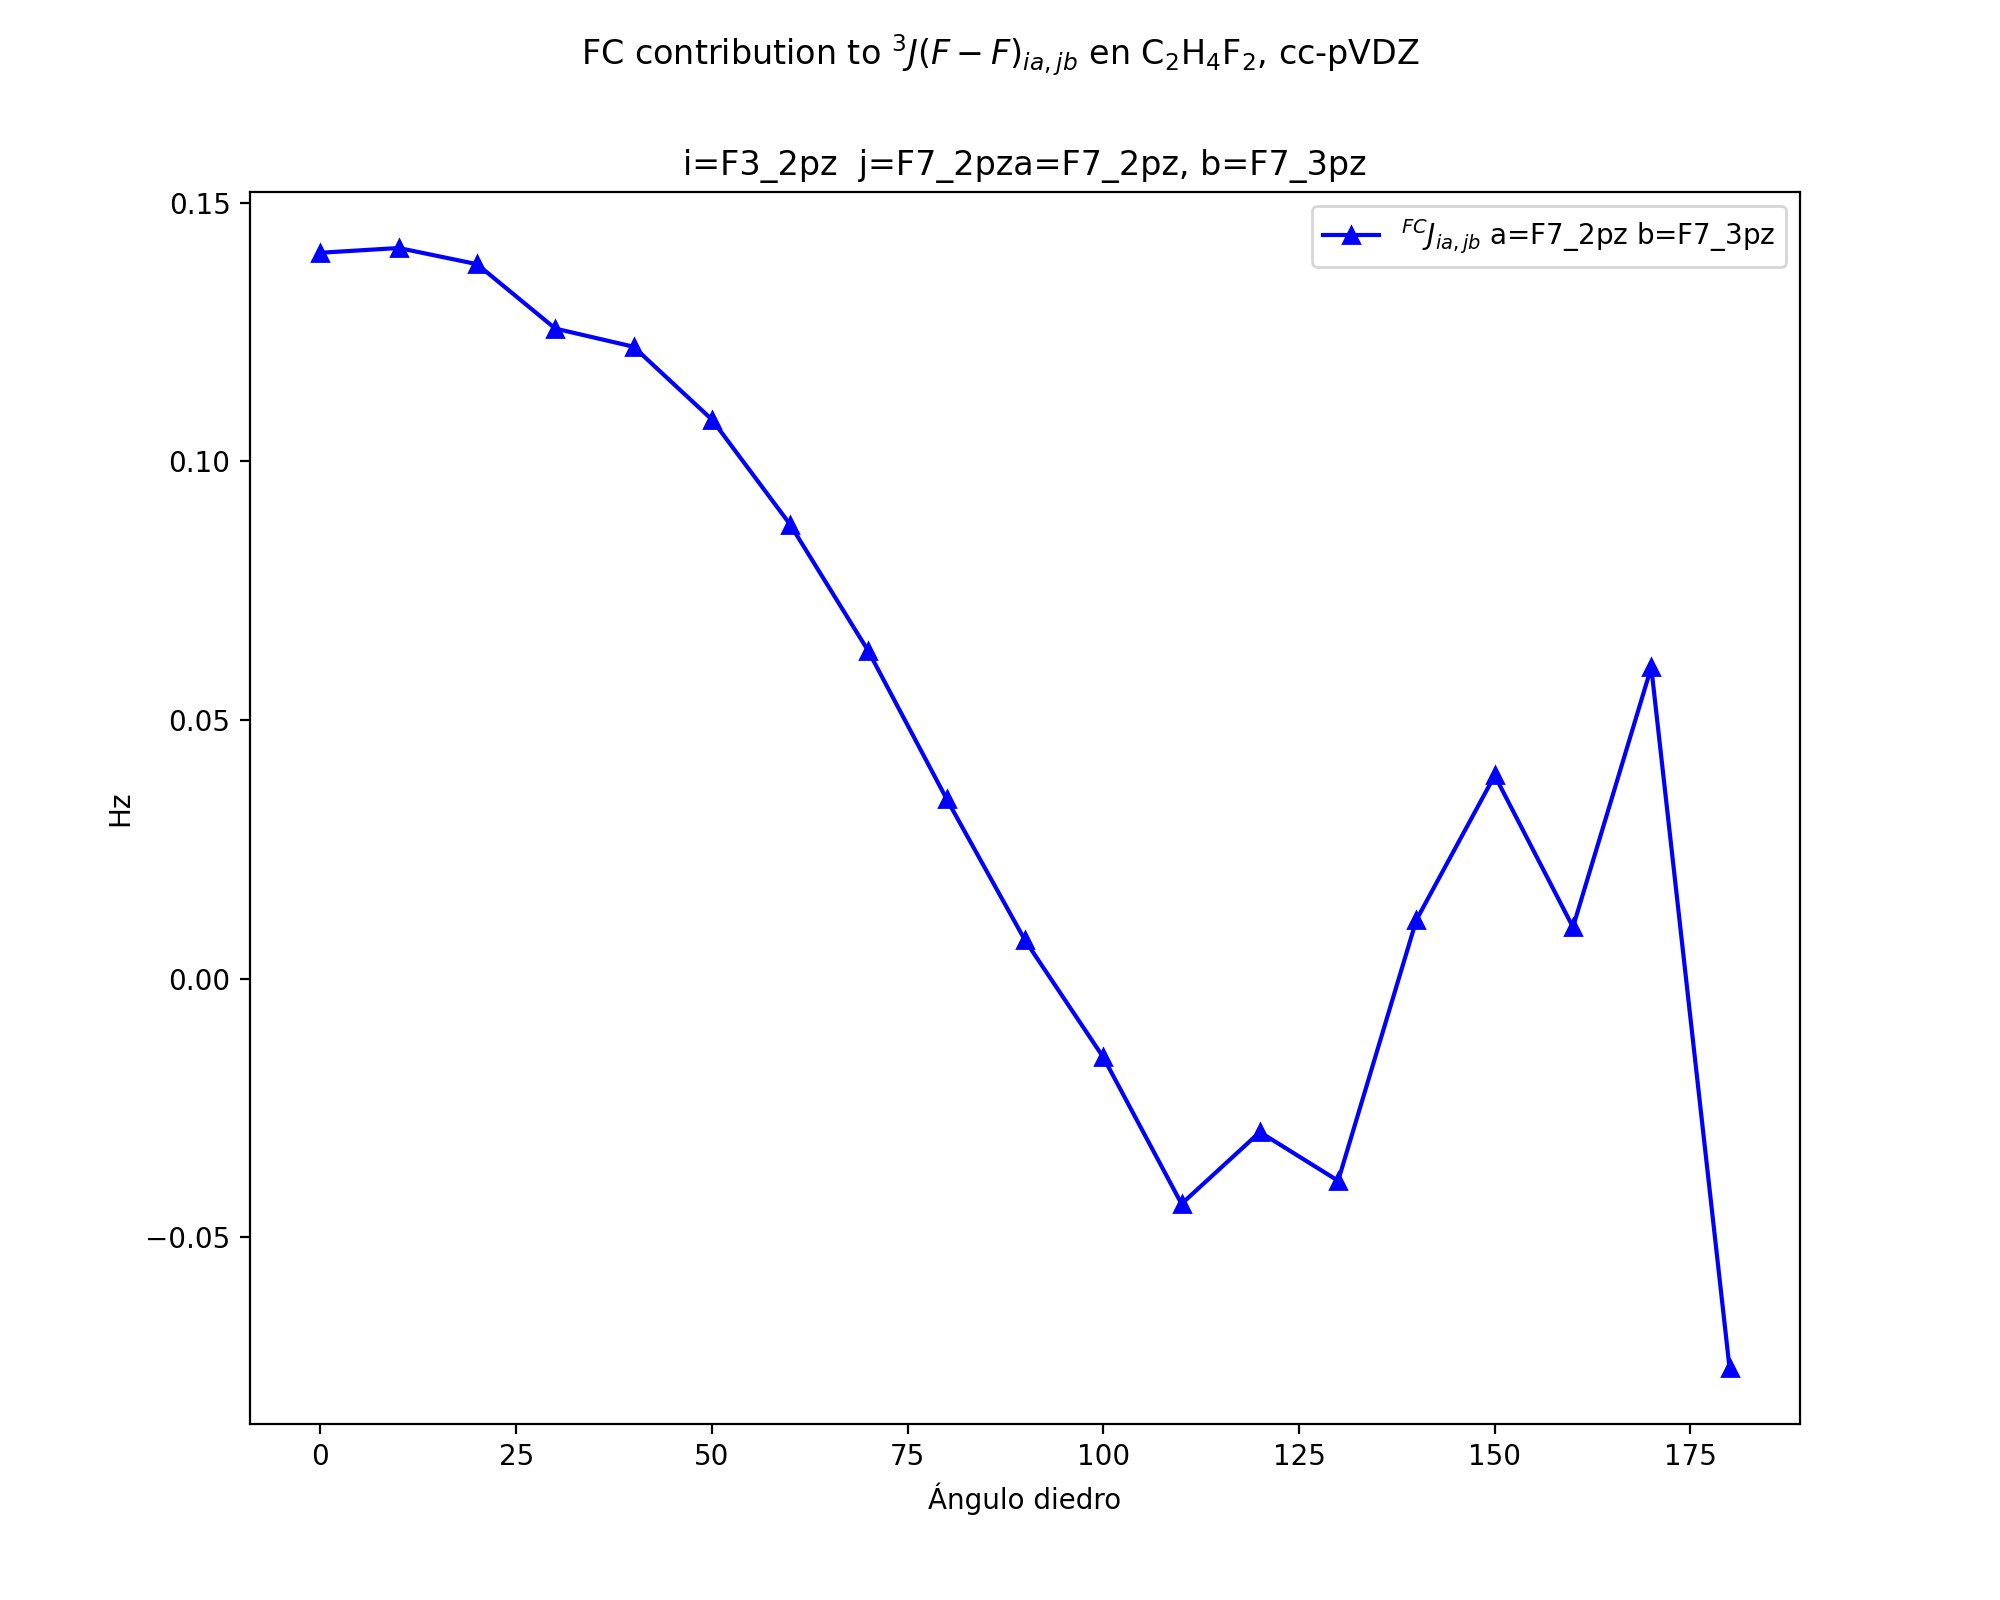 FC contribution to ³J(F − F)ᵢₐ,ⱼb en C₂H₄F₂, cc-pVDZ
i=F3_2pz  j=F7_2pza=F7_2pz, b=F7_3pz
ᶠᶜJᵢₐ,ⱼb a=F7_2pz b=F7_3pz
0.15
0.10
0.05
0.00
−0.05
Hz
0 25 50 75 100 125 150 175
Ángulo diedro